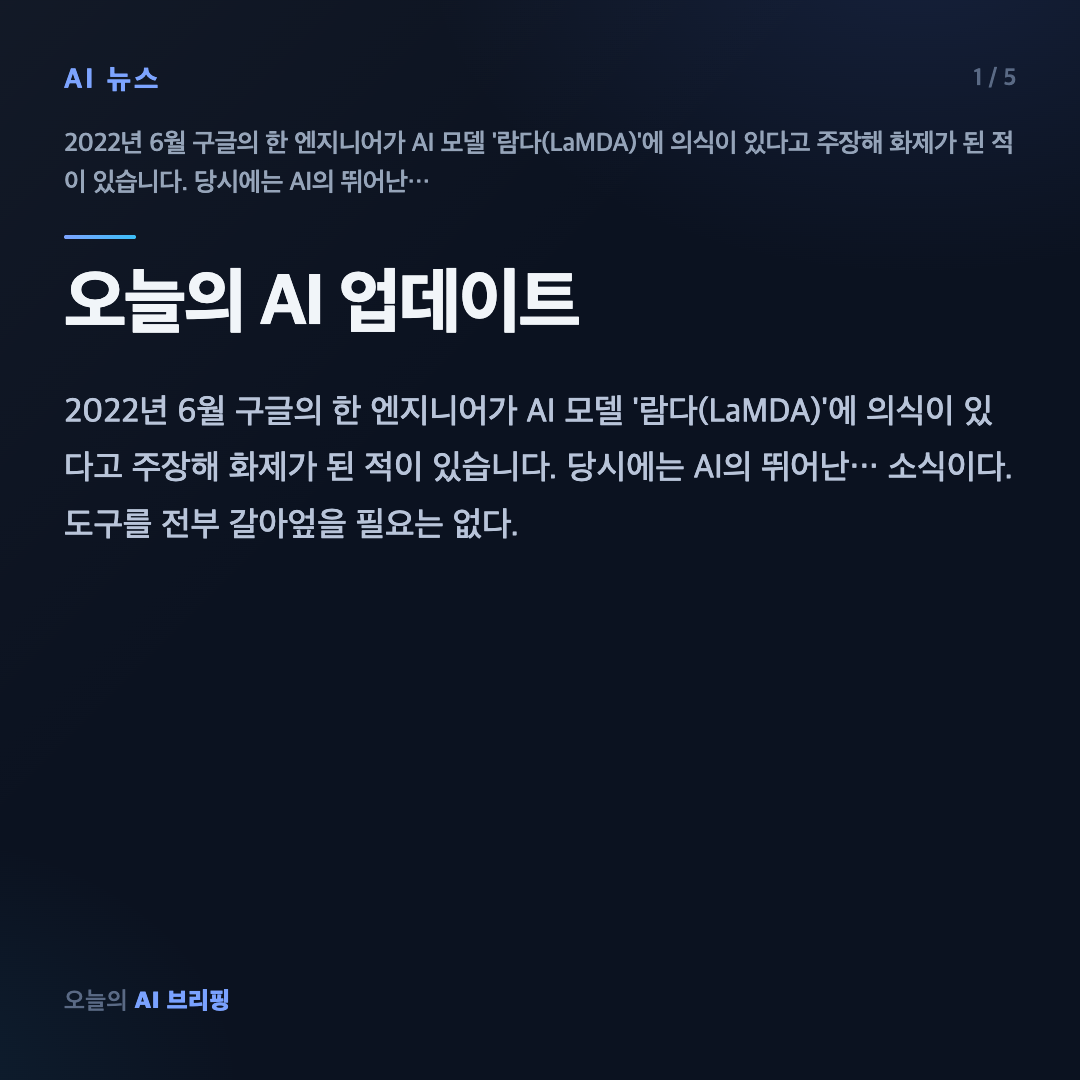 AI 뉴스
1 / 5
2022년 6월 구글의 한 엔지니어가 AI 모델 '람다(LaMDA)'에 의식이 있다고 주장해 화제가 된 적
이 있습니다. 당시에는 AI의 뛰어난…
오늘의 AI 업데이트
2022년 6월 구글의 한 엔지니어가 AI 모델 '람다(LaMDA)'에 의식이 있
다고 주장해 화제가 된 적이 있습니다. 당시에는 AI의 뛰어난… 소식이다.
도구를 전부 갈아엎을 필요는 없다.
오늘의 AI 브리핑